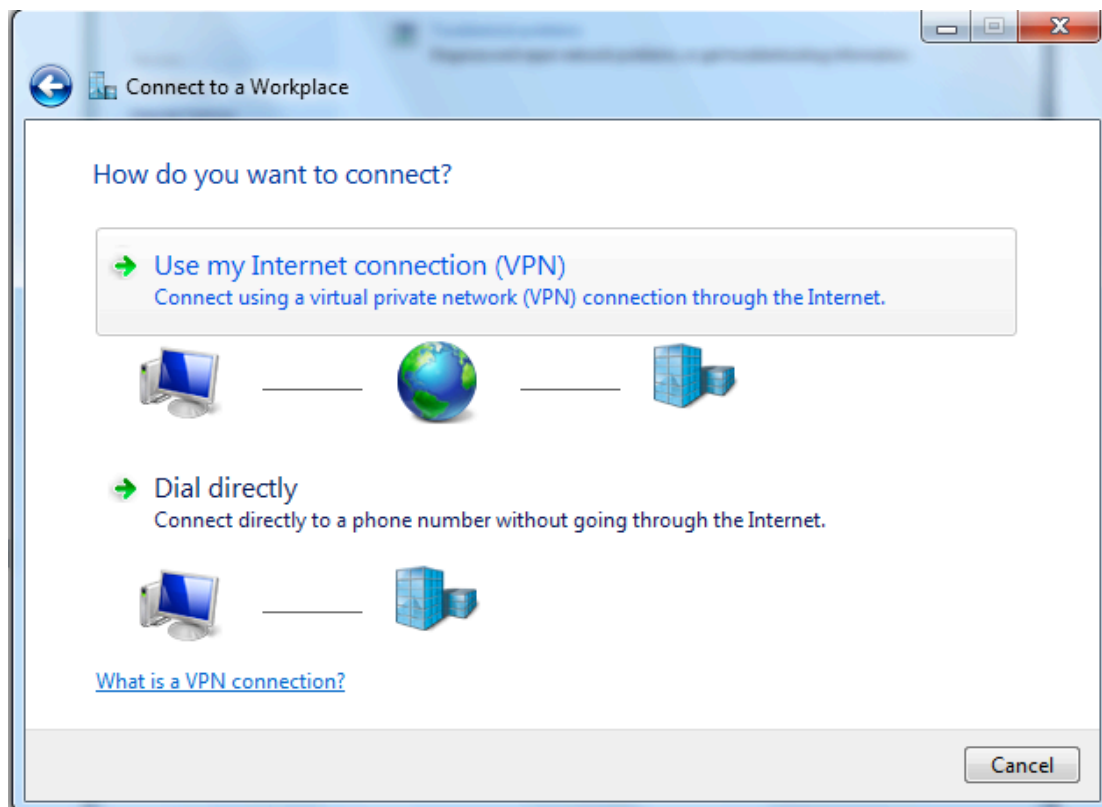 Connect to a Workplace
How do you want to connect?
Use my Internet connection (VPN)
Connect using a virtual private network (VPN) connection through the Internet.
Dial directly
Connect directly to a phone number without going through the Internet.
What is a VPN connection?
Cancel